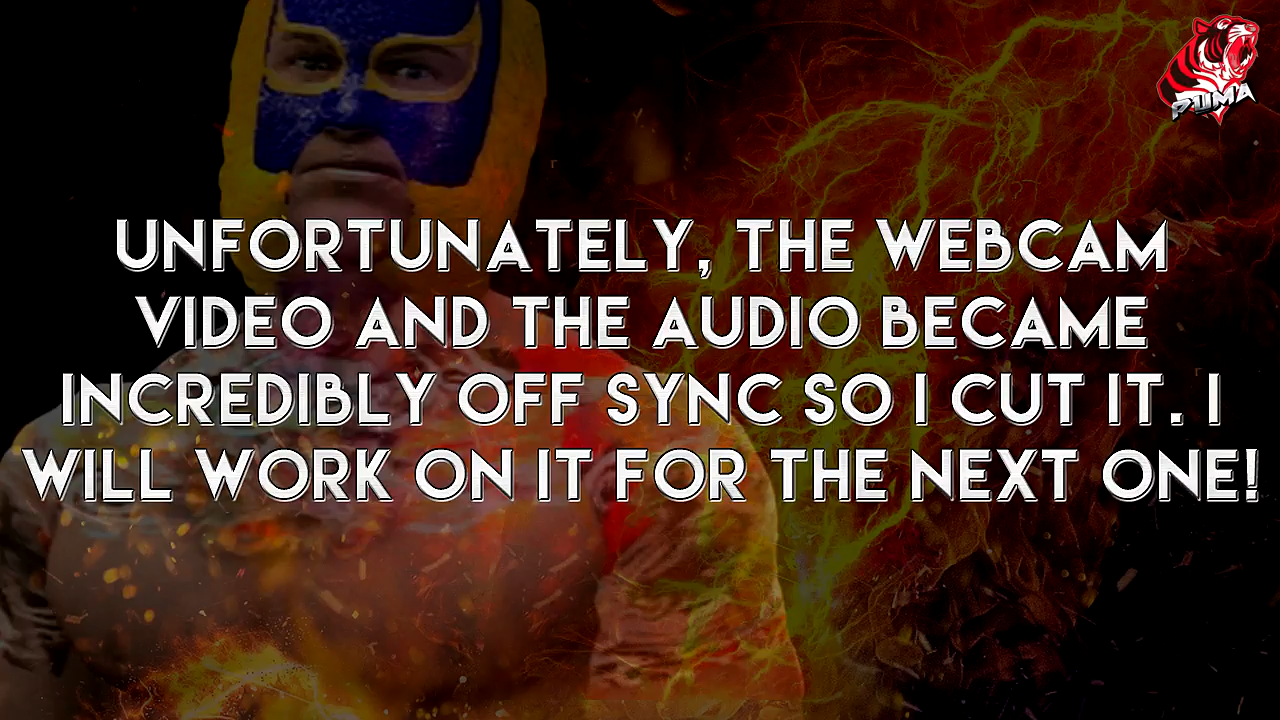 PUMA
UNFORTUNATELY, THE WEBCAM
VIDEO AND THE AUDIO BECAME
INCREDIBLY OFF SYNC SO I CUT IT. I
WILL WORK ON IT FOR THE NEXT ONE!